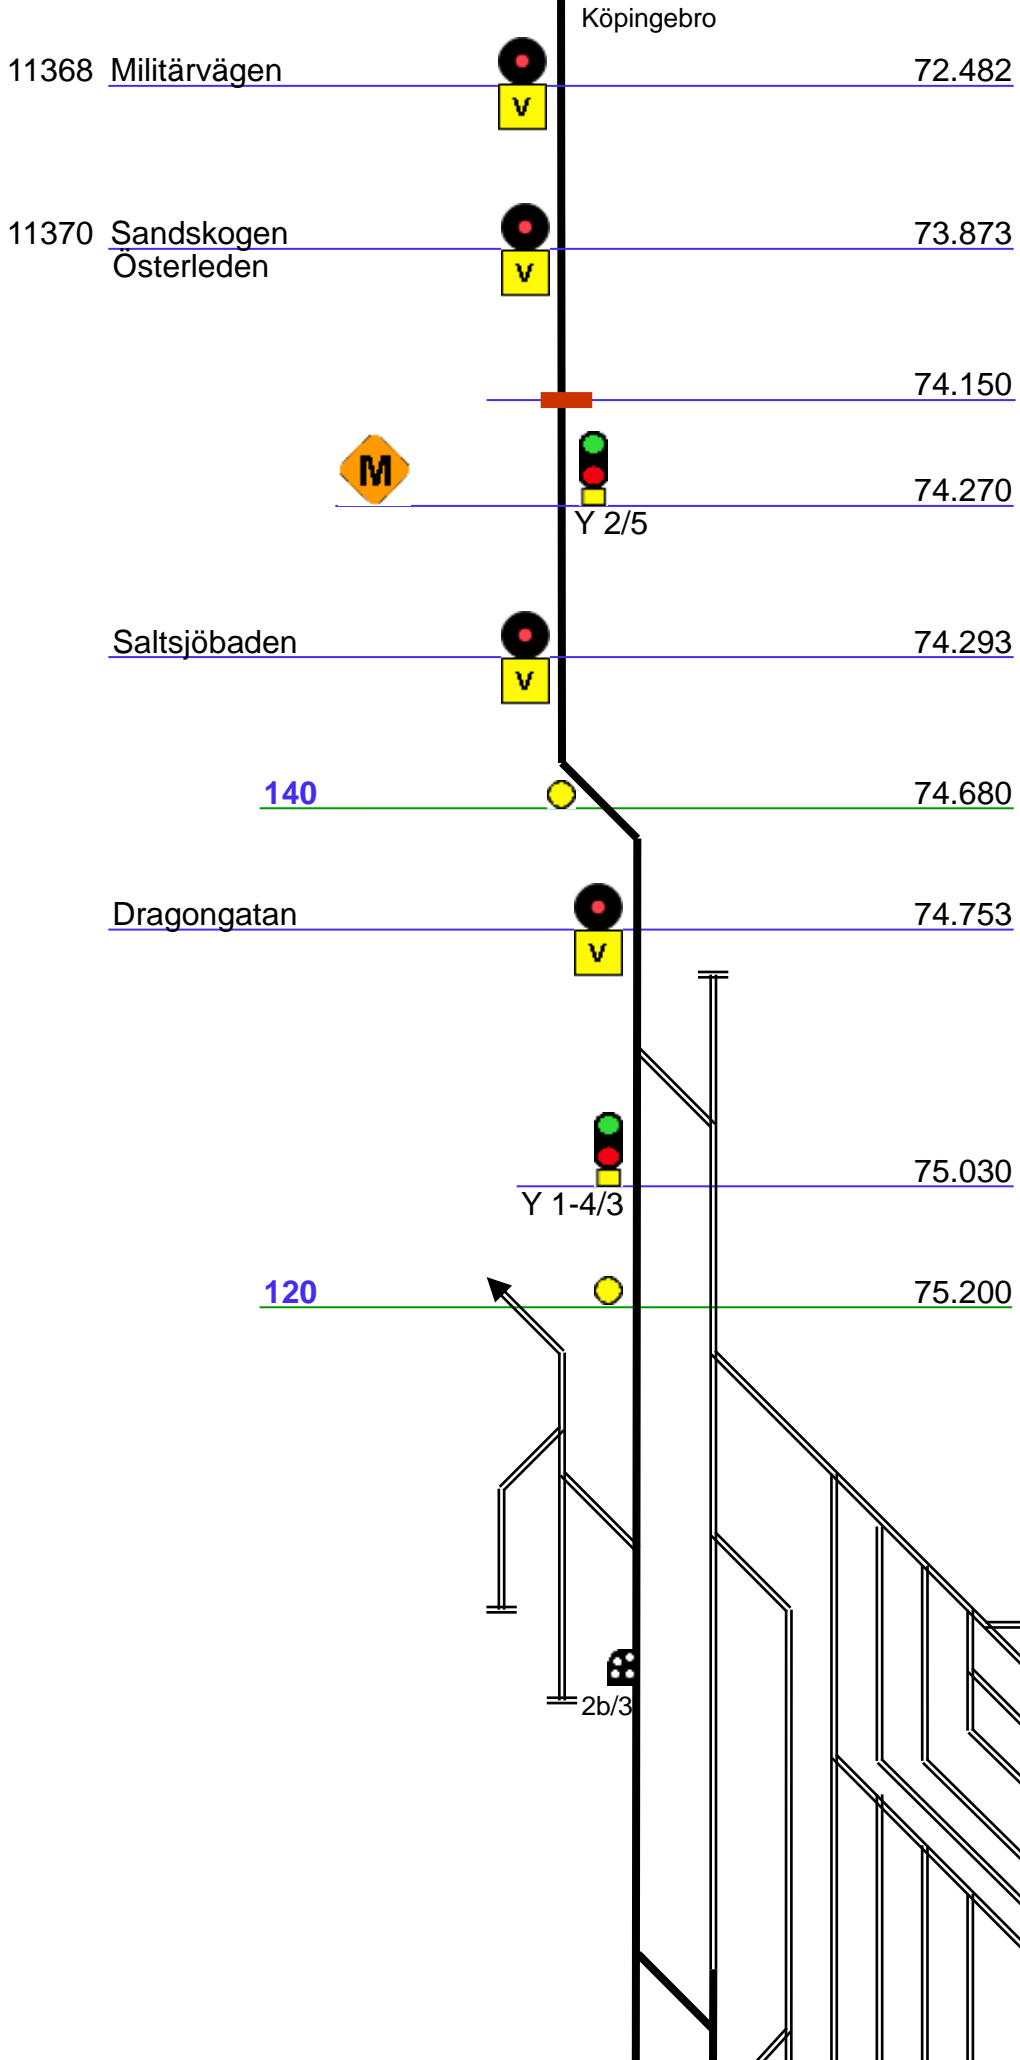 Köpingebro
11368 Militärvägen 72.482
V
11370 Sandskogen 73.873
Österleden
V
74.150
M
74.270
Y 2/5
Saltsjöbaden 74.293
V
140 74.680
Dragongatan 74.753
V
75.030
Y 1-4/3
120 75.200
2b/3